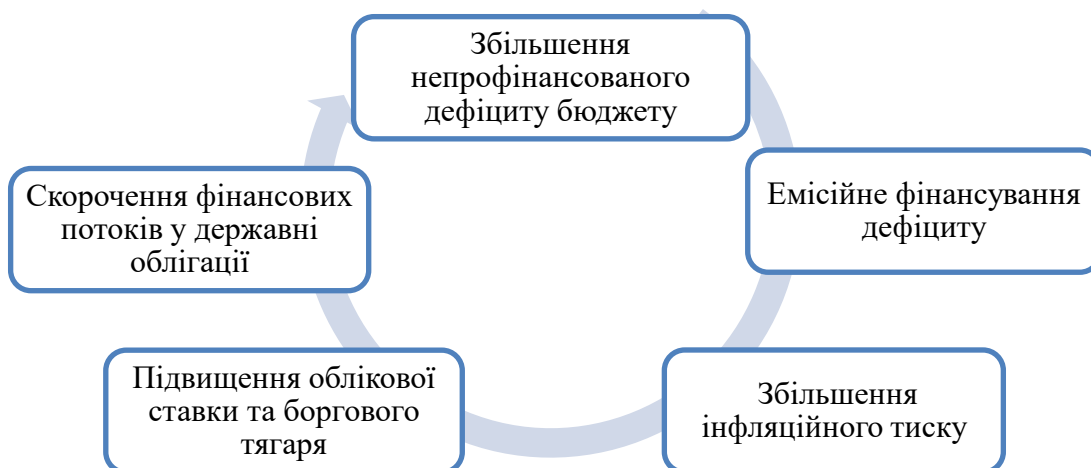 Збільшення
непрофінансованого
дефіциту бюджету
Емісійне фінансування
дефіциту
Збільшення
інфляційного тиску
Підвищення облікової
ставки та боргового
тягаря
Скорочення фінансових
потоків у державні
облігації